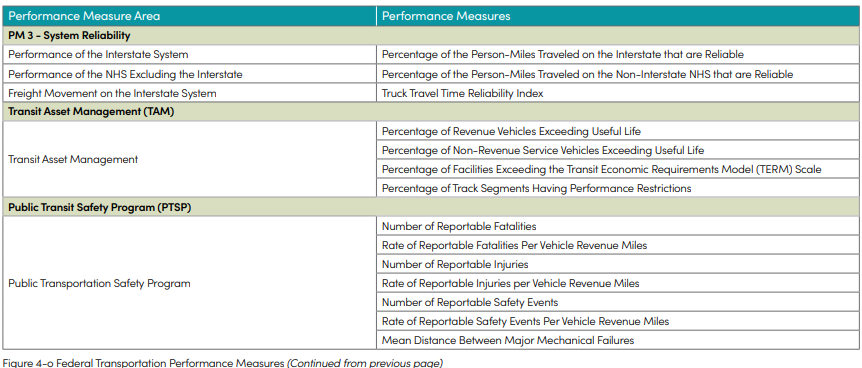 Performance Measure Area Performance Measures
PM 3 - System Reliability
Performance of the Interstate System Percentage of the Person-Miles Traveled on the Interstate that are Reliable
Performance of the NHS Excluding the Interstate Percentage of the Person-Miles Traveled on the Non-Interstate NHS that are Reliable
Freight Movement on the Interstate System Truck Travel Time Reliability Index
Transit Asset Management (TAM)
Transit Asset Management
Percentage of Revenue Vehicles Exceeding Useful Life
Percentage of Non-Revenue Service Vehicles Exceeding Useful Life
Percentage of Facilities Exceeding the Transit Economic Requirements Model (TERM) Scale
Percentage of Track Segments Having Performance Restrictions
Public Transit Safety Program (PTSP)
Public Transportation Safety Program
Number of Reportable Fatalities
Rate of Reportable Fatalities Per Vehicle Revenue Miles
Number of Reportable Injuries
Rate of Reportable Injuries per Vehicle Revenue Miles
Number of Reportable Safety Events
Rate of Reportable Safety Events Per Vehicle Revenue Miles
Mean Distance Between Major Mechanical Failures
Figure 4-o Federal Transportation Performance Measures (Continued from previous page)